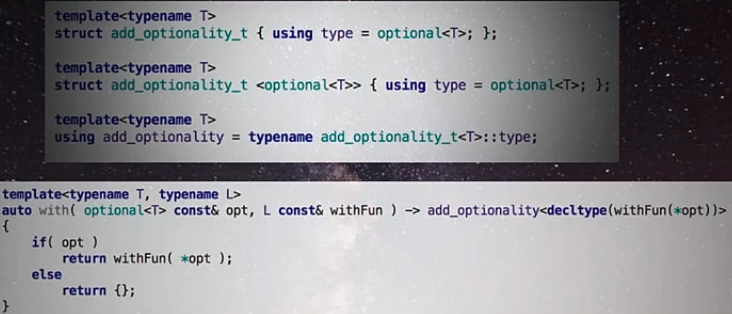 template<typename T>
struct add_optionality_t { using type = optional<T>; };
template<typename T>
struct add_optionality_t <optional<T>> { using type = optional<T>; };
template<typename T>
using add_optionality = typename add_optionality_t<T>::type;
template<typename T, typename L>
auto with( optional<T> const& opt, L const& withFun ) -> add_optionality<decltype(withFun(*opt))>
{
if( opt )
return withFun( *opt );
else
return {};
}